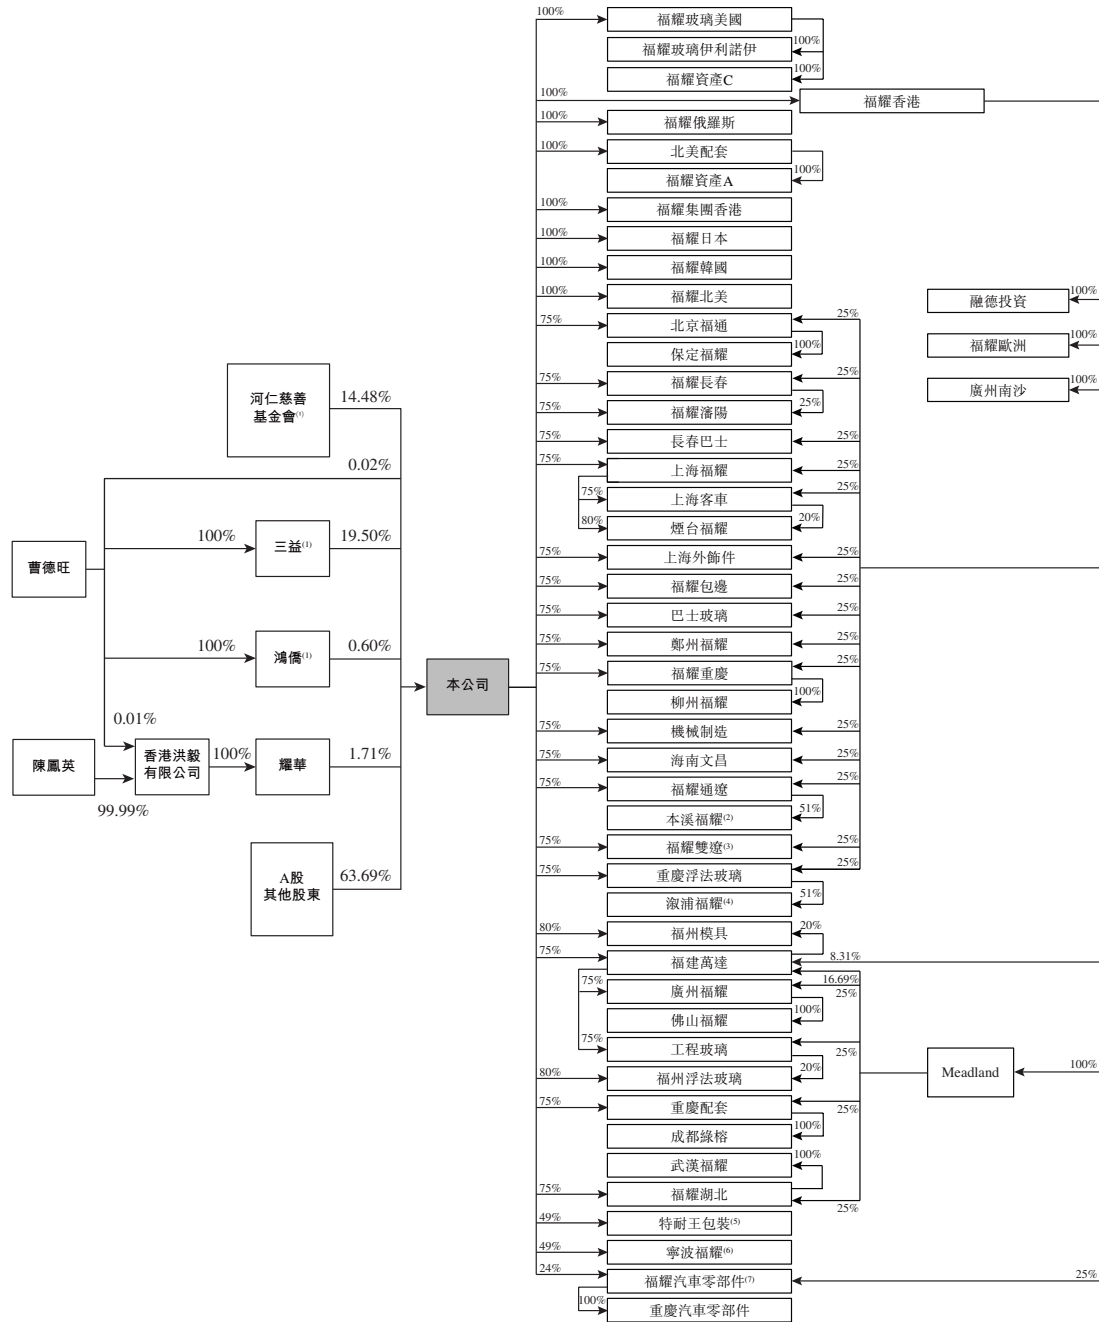 100%
福耀玻璃美國
福耀玻璃伊利諾伊
100%
福耀資產C
100%
100%
福耀香港
100%
福耀俄羅斯
100%
北美配套
福耀資產A
100%
100%
福耀集團香港
100%
福耀日本
100%
福耀韓國
100%
福耀北美
融德投資
100%
75%
北京福通
25%
保定福耀
100%
福耀歐洲
100%
75%
福耀長春
25%
廣州南沙
100%
75%
福耀瀋陽
25%
75%
長春巴士
25%
75%
上海福耀
25%
75%
上海客車
25%
80%
煙台福耀
20%
75%
上海外飾件
25%
75%
福耀包邊
25%
75%
巴士玻璃
25%
75%
鄭州福耀
25%
75%
福耀重慶
25%
柳州福耀
100%
75%
機械制造
25%
75%
海南文昌
25%
75%
福耀通遼
25%
本溪福耀(2)
51%
75%
福耀雙遼(3)
25%
75%
重慶浮法玻璃
25%
溆浦福耀(4)
51%
80%
福州模具
20%
75%
福建萬達
8.31%
16.69%
75%
廣州福耀
25%
佛山福耀
100%
75%
工程玻璃
25%
80%
福州浮法玻璃
20%
Meadland
100%
75%
重慶配套
25%
成都綠榕
100%
武漢福耀
100%
75%
福耀湖北
25%
49%
特耐王包裝(5)
49%
寧波福耀(6)
24%
福耀汽車零部件(7)
25%
100%
重慶汽車零部件
河仁慈善
基金會(1)
14.48%
0.02%
曹德旺
100%
三益(1)
19.50%
100%
鴻僑(1)
0.60%
本公司
0.01%
陳鳳英
99.99%
香港洪毅
有限公司
100%
耀華
1.71%
A股
其他股東
63.69%